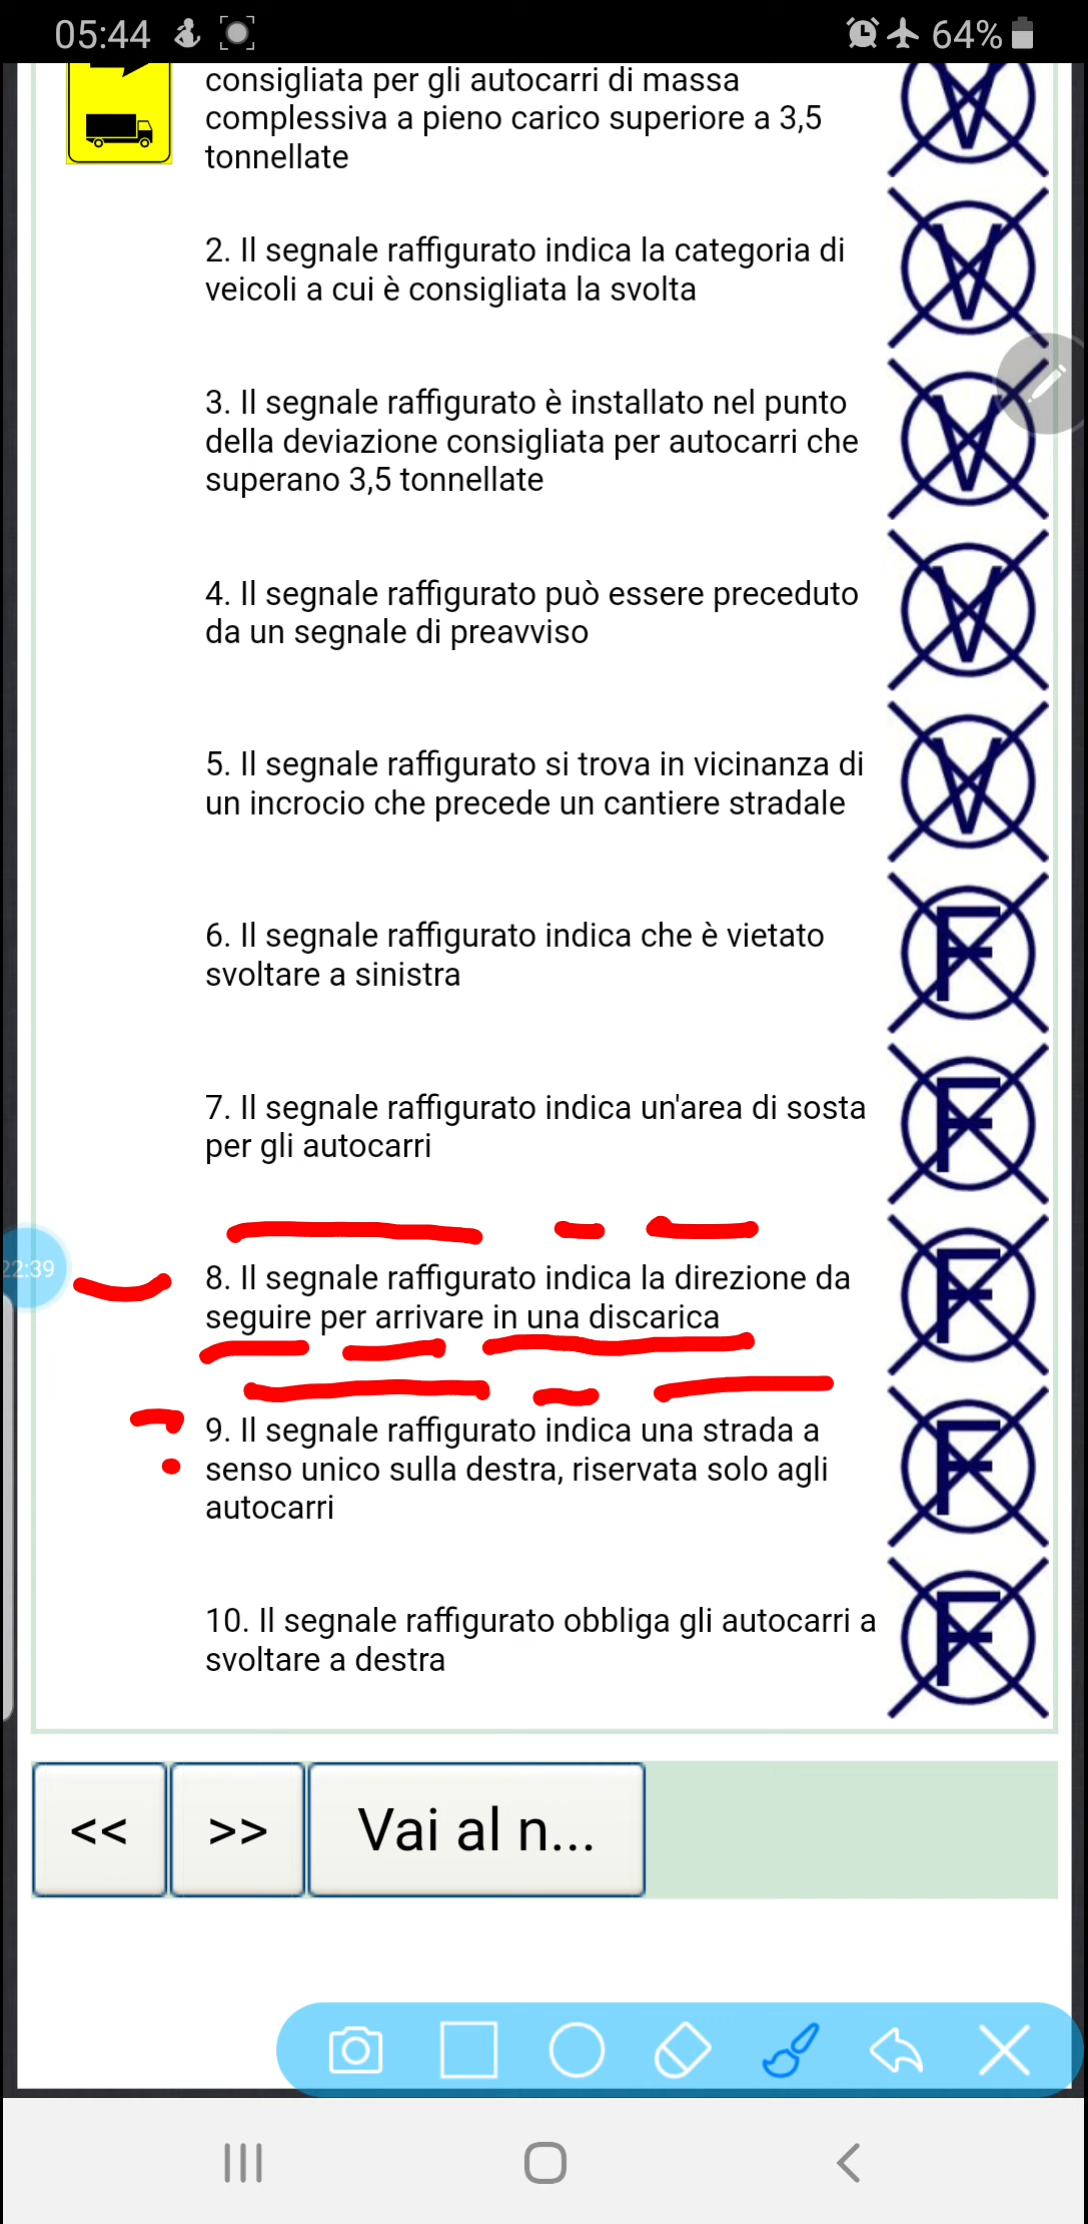 05:44
64%
consigliata per gli autocarri di massa
complessiva a pieno carico superiore a 3,5
tonnellate
V
2. Il segnale raffigurato indica la categoria di
veicoli a cui è consigliata la svolta
V
3. Il segnale raffigurato è installato nel punto
della deviazione consigliata per autocarri che
superano 3,5 tonnellate
V
4. Il segnale raffigurato può essere preceduto
da un segnale di preavviso
V
5. Il segnale raffigurato si trova in vicinanza di
un incrocio che precede un cantiere stradale
V
6. Il segnale raffigurato indica che è vietato
svoltare a sinistra
F
7. Il segnale raffigurato indica un'area di sosta
per gli autocarri
F
22:39
8. Il segnale raffigurato indica la direzione da
seguire per arrivare in una discarica
F
9. Il segnale raffigurato indica una strada a
senso unico sulla destra, riservata solo agli
autocarri
F
10. Il segnale raffigurato obbliga gli autocarri a
svoltare a destra
F
<< >> Vai al n...